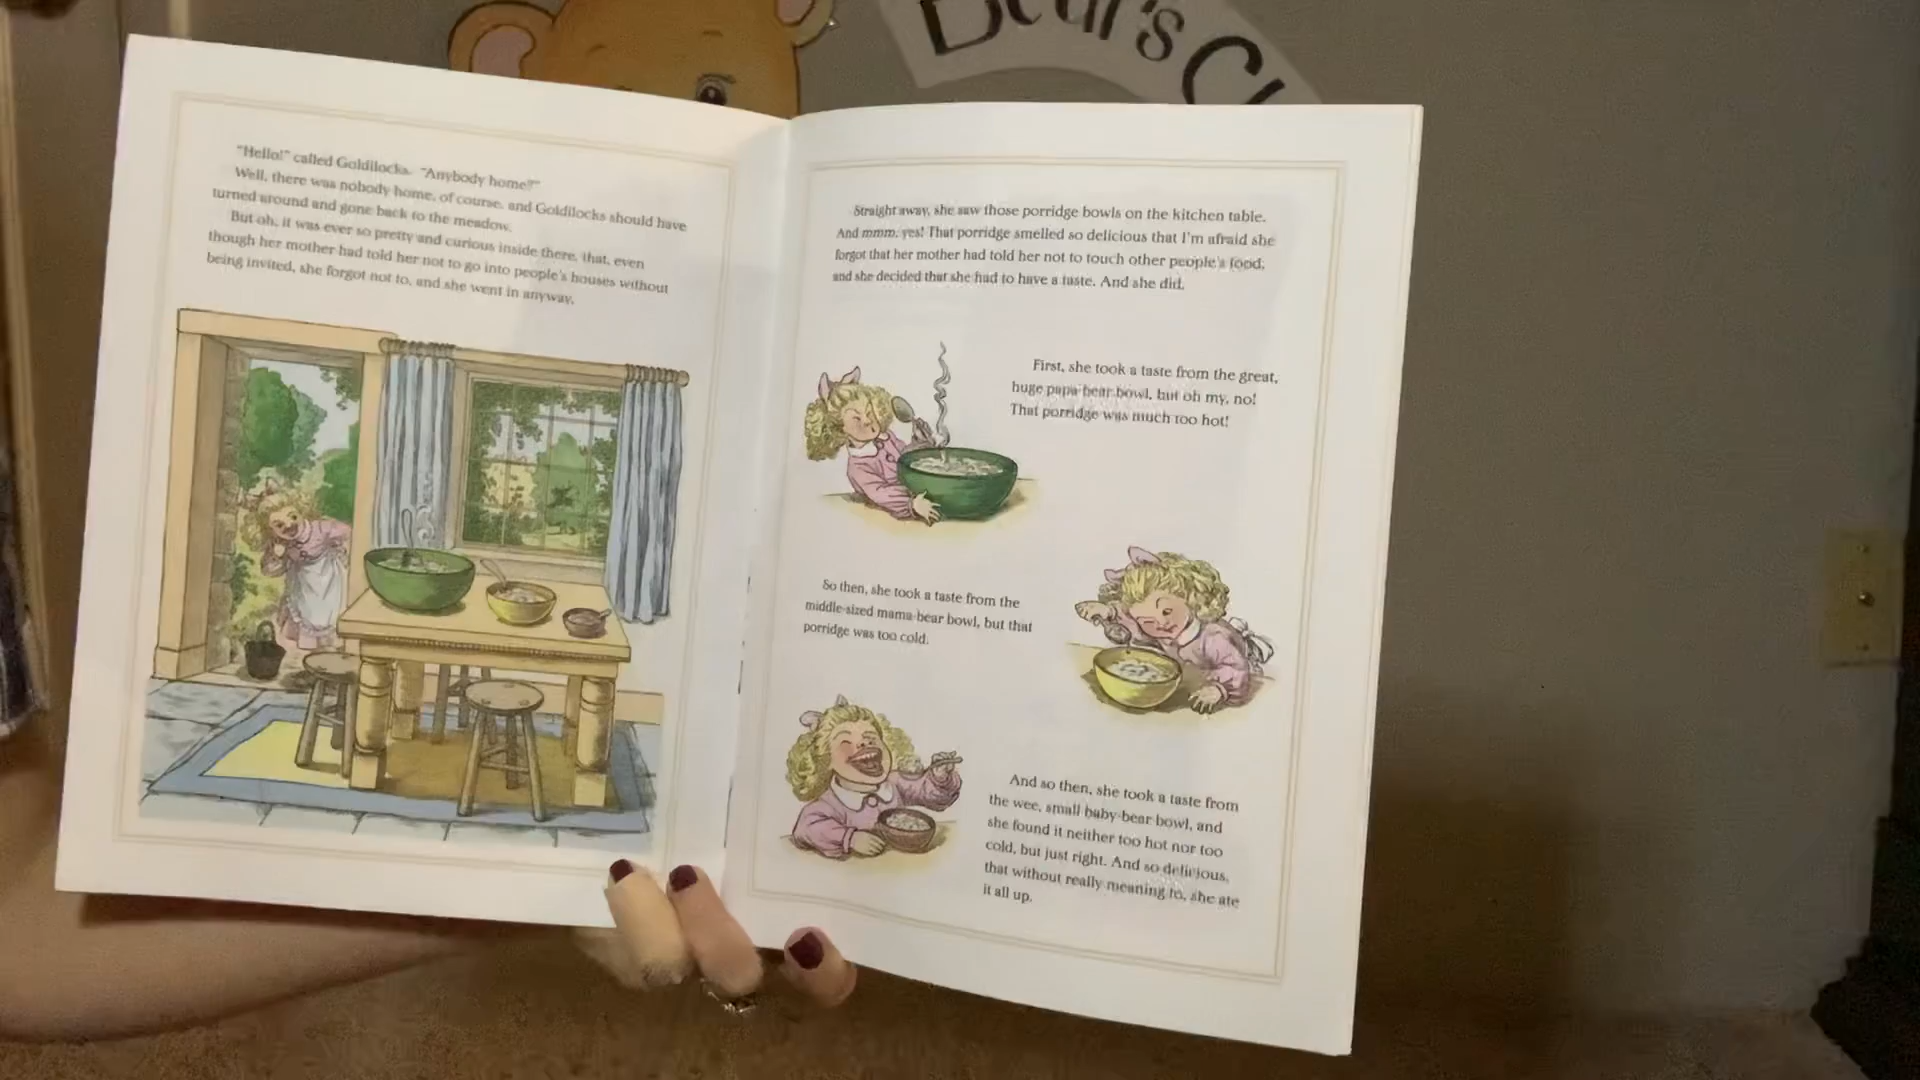 Bear's C
"Hello!" called Goldilocks. "Anybody home?"
Well, there was nobody home, of course, and Goldilocks should have
turned around and gone back to the meadow.
But oh, it was ever so pretty and curious inside there, that, even
though her mother had told her not to go into people's houses without
being invited, she forgot not to, and she went in anyway.
Straight away, she saw those porridge bowls on the kitchen table.
And mmm, yes! That porridge smelled so delicious that I'm afraid she
forgot that her mother had told her not to touch other people's food,
and she decided that she had to have a taste. And she did.
First, she took a taste from the great,
huge papa-bear bowl, but oh my, no!
That porridge was much too hot!
So then, she took a taste from the
middle-sized mama-bear bowl, but that
porridge was too cold.
And so then, she took a taste from
the wee, small baby-bear bowl, and
she found it neither too hot nor too
cold, but just right. And so delicious,
that without really meaning to, she ate
it all up.